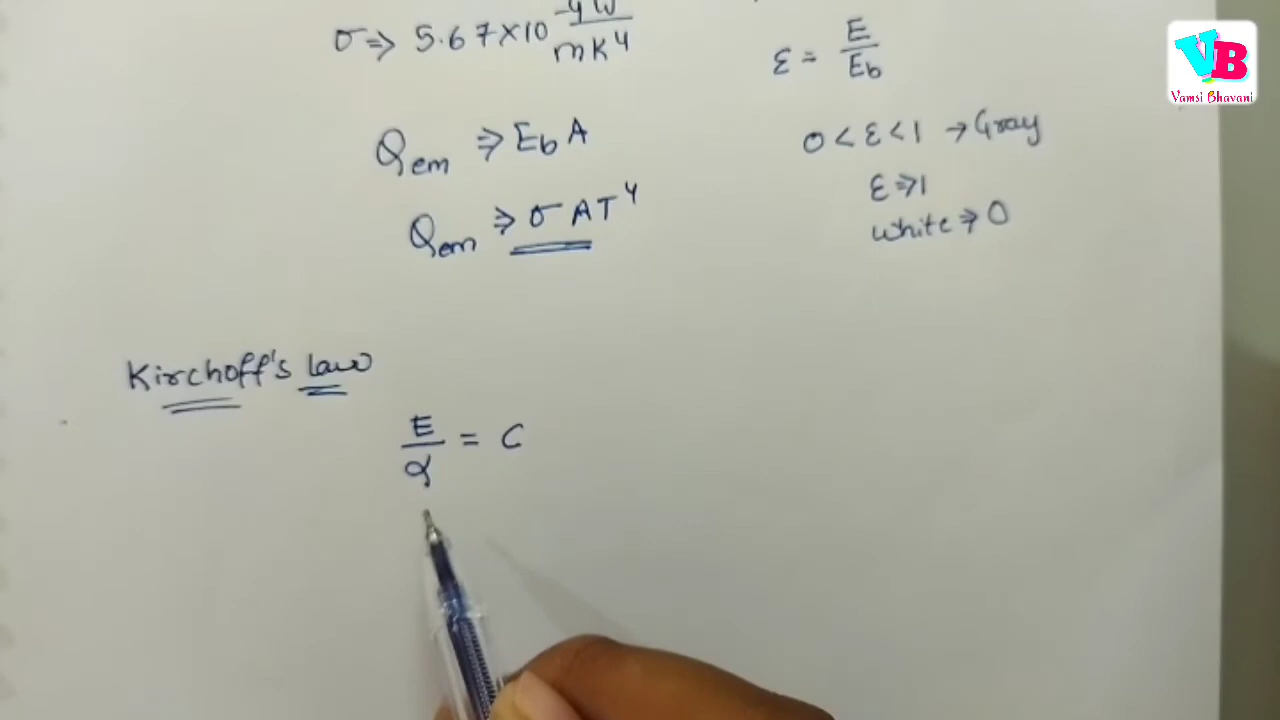 σ ⇒ 5.67×10 -4 W / mK4
ε = E / Eb
Qem ⇒ Eb A
0 < ε < 1 → Gray
ε ⇒ 1
Qem ⇒ σ A T4
white ⇒ 0
Kirchoff's law
E / α = C
VB
Vamsi Bhavani